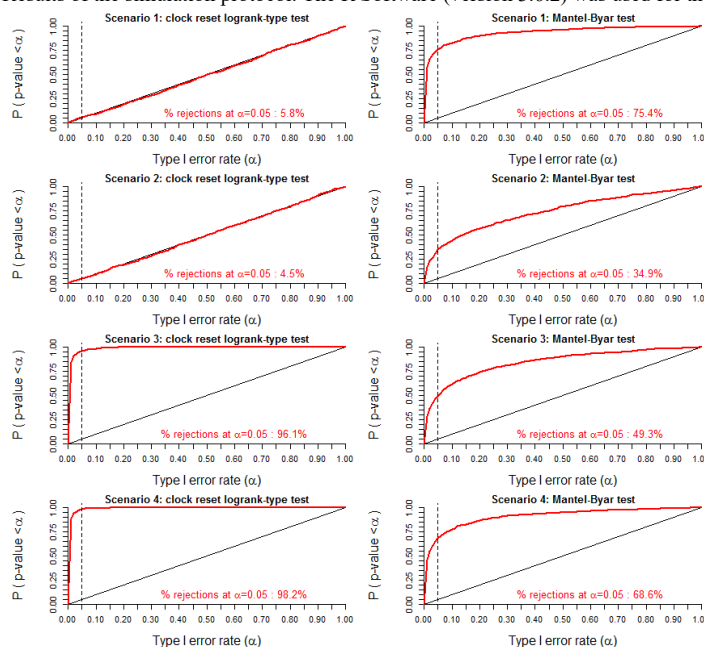 Results of the simulation protocol. The R Software (version 3.6.2) was used for the
Scenario 1: clock reset logrank-type test
P ( p-value < α )
0.00 0.25 0.50 0.75 1.00
% rejections at α=0.05 : 5.8%
0.00 0.10 0.20 0.30 0.40 0.50 0.60 0.70 0.80 0.90 1.00
Type I error rate (α)
Scenario 1: Mantel-Byar test
P ( p-value < α )
0.00 0.25 0.50 0.75 1.00
% rejections at α=0.05 : 75.4%
0.00 0.10 0.20 0.30 0.40 0.50 0.60 0.70 0.80 0.90 1.00
Type I error rate (α)
Scenario 2: clock reset logrank-type test
P ( p-value < α )
0.00 0.25 0.50 0.75 1.00
% rejections at α=0.05 : 4.5%
0.00 0.10 0.20 0.30 0.40 0.50 0.60 0.70 0.80 0.90 1.00
Type I error rate (α)
Scenario 2: Mantel-Byar test
P ( p-value < α )
0.00 0.25 0.50 0.75 1.00
% rejections at α=0.05 : 34.9%
0.00 0.10 0.20 0.30 0.40 0.50 0.60 0.70 0.80 0.90 1.00
Type I error rate (α)
Scenario 3: clock reset logrank-type test
P ( p-value < α )
0.00 0.25 0.50 0.75 1.00
% rejections at α=0.05 : 96.1%
0.00 0.10 0.20 0.30 0.40 0.50 0.60 0.70 0.80 0.90 1.00
Type I error rate (α)
Scenario 3: Mantel-Byar test
P ( p-value < α )
0.00 0.25 0.50 0.75 1.00
% rejections at α=0.05 : 49.3%
0.00 0.10 0.20 0.30 0.40 0.50 0.60 0.70 0.80 0.90 1.00
Type I error rate (α)
Scenario 4: clock reset logrank-type test
P ( p-value < α )
0.00 0.25 0.50 0.75 1.00
% rejections at α=0.05 : 98.2%
0.00 0.10 0.20 0.30 0.40 0.50 0.60 0.70 0.80 0.90 1.00
Type I error rate (α)
Scenario 4: Mantel-Byar test
P ( p-value < α )
0.00 0.25 0.50 0.75 1.00
% rejections at α=0.05 : 68.6%
0.00 0.10 0.20 0.30 0.40 0.50 0.60 0.70 0.80 0.90 1.00
Type I error rate (α)